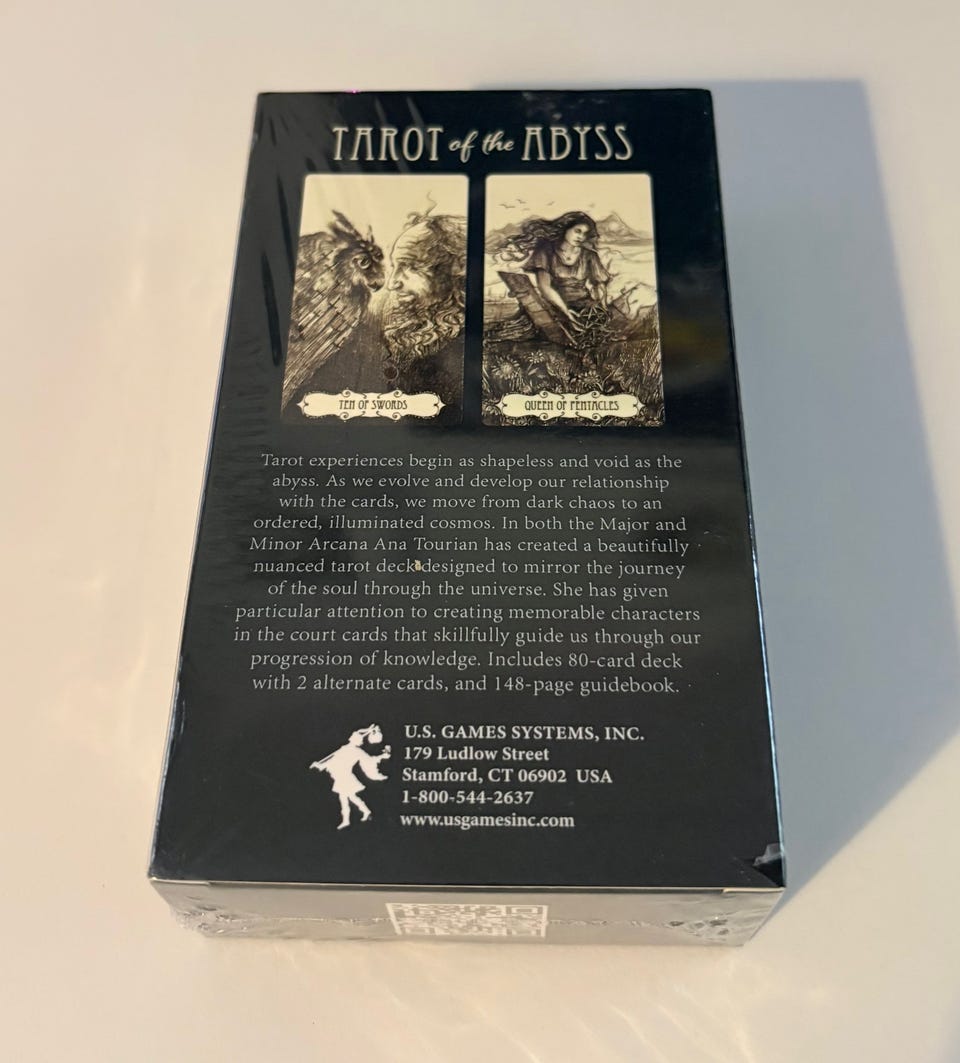 TAROT of the ABYSS
TEN OF SWORDS
QUEEN OF PENTACLES
Tarot experiences begin as shapeless and void as the
abyss. As we evolve and develop our relationship
with the cards, we move from dark chaos to an
ordered, illuminated cosmos. In both the Major and
Minor Arcana Ana Tourian has created a beautifully
nuanced tarot deck designed to mirror the journey
of the soul through the universe. She has given
particular attention to creating memorable characters
in the court cards that skillfully guide us through our
progression of knowledge. Includes 80-card deck
with 2 alternate cards, and 148-page guidebook.
U.S. GAMES SYSTEMS, INC.
179 Ludlow Street
Stamford, CT 06902 USA
1-800-544-2637
www.usgamesinc.com